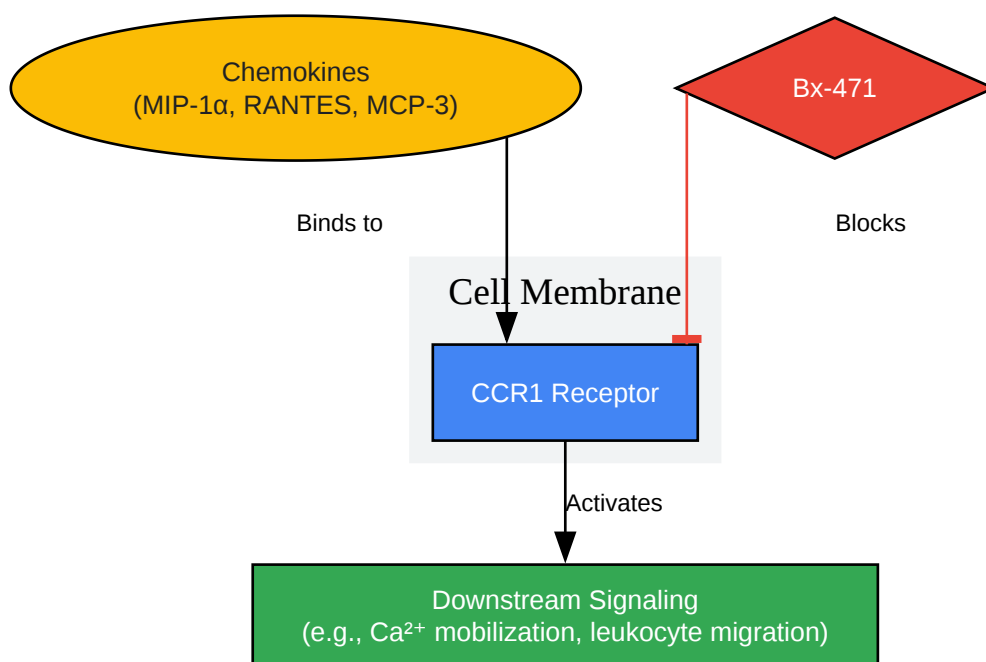 Chemokines
(MIP-1α, RANTES, MCP-3)
Bx-471
Binds to
Blocks
Cell Membrane
CCR1 Receptor
Activates
Downstream Signaling
(e.g., Ca²⁺ mobilization, leukocyte migration)